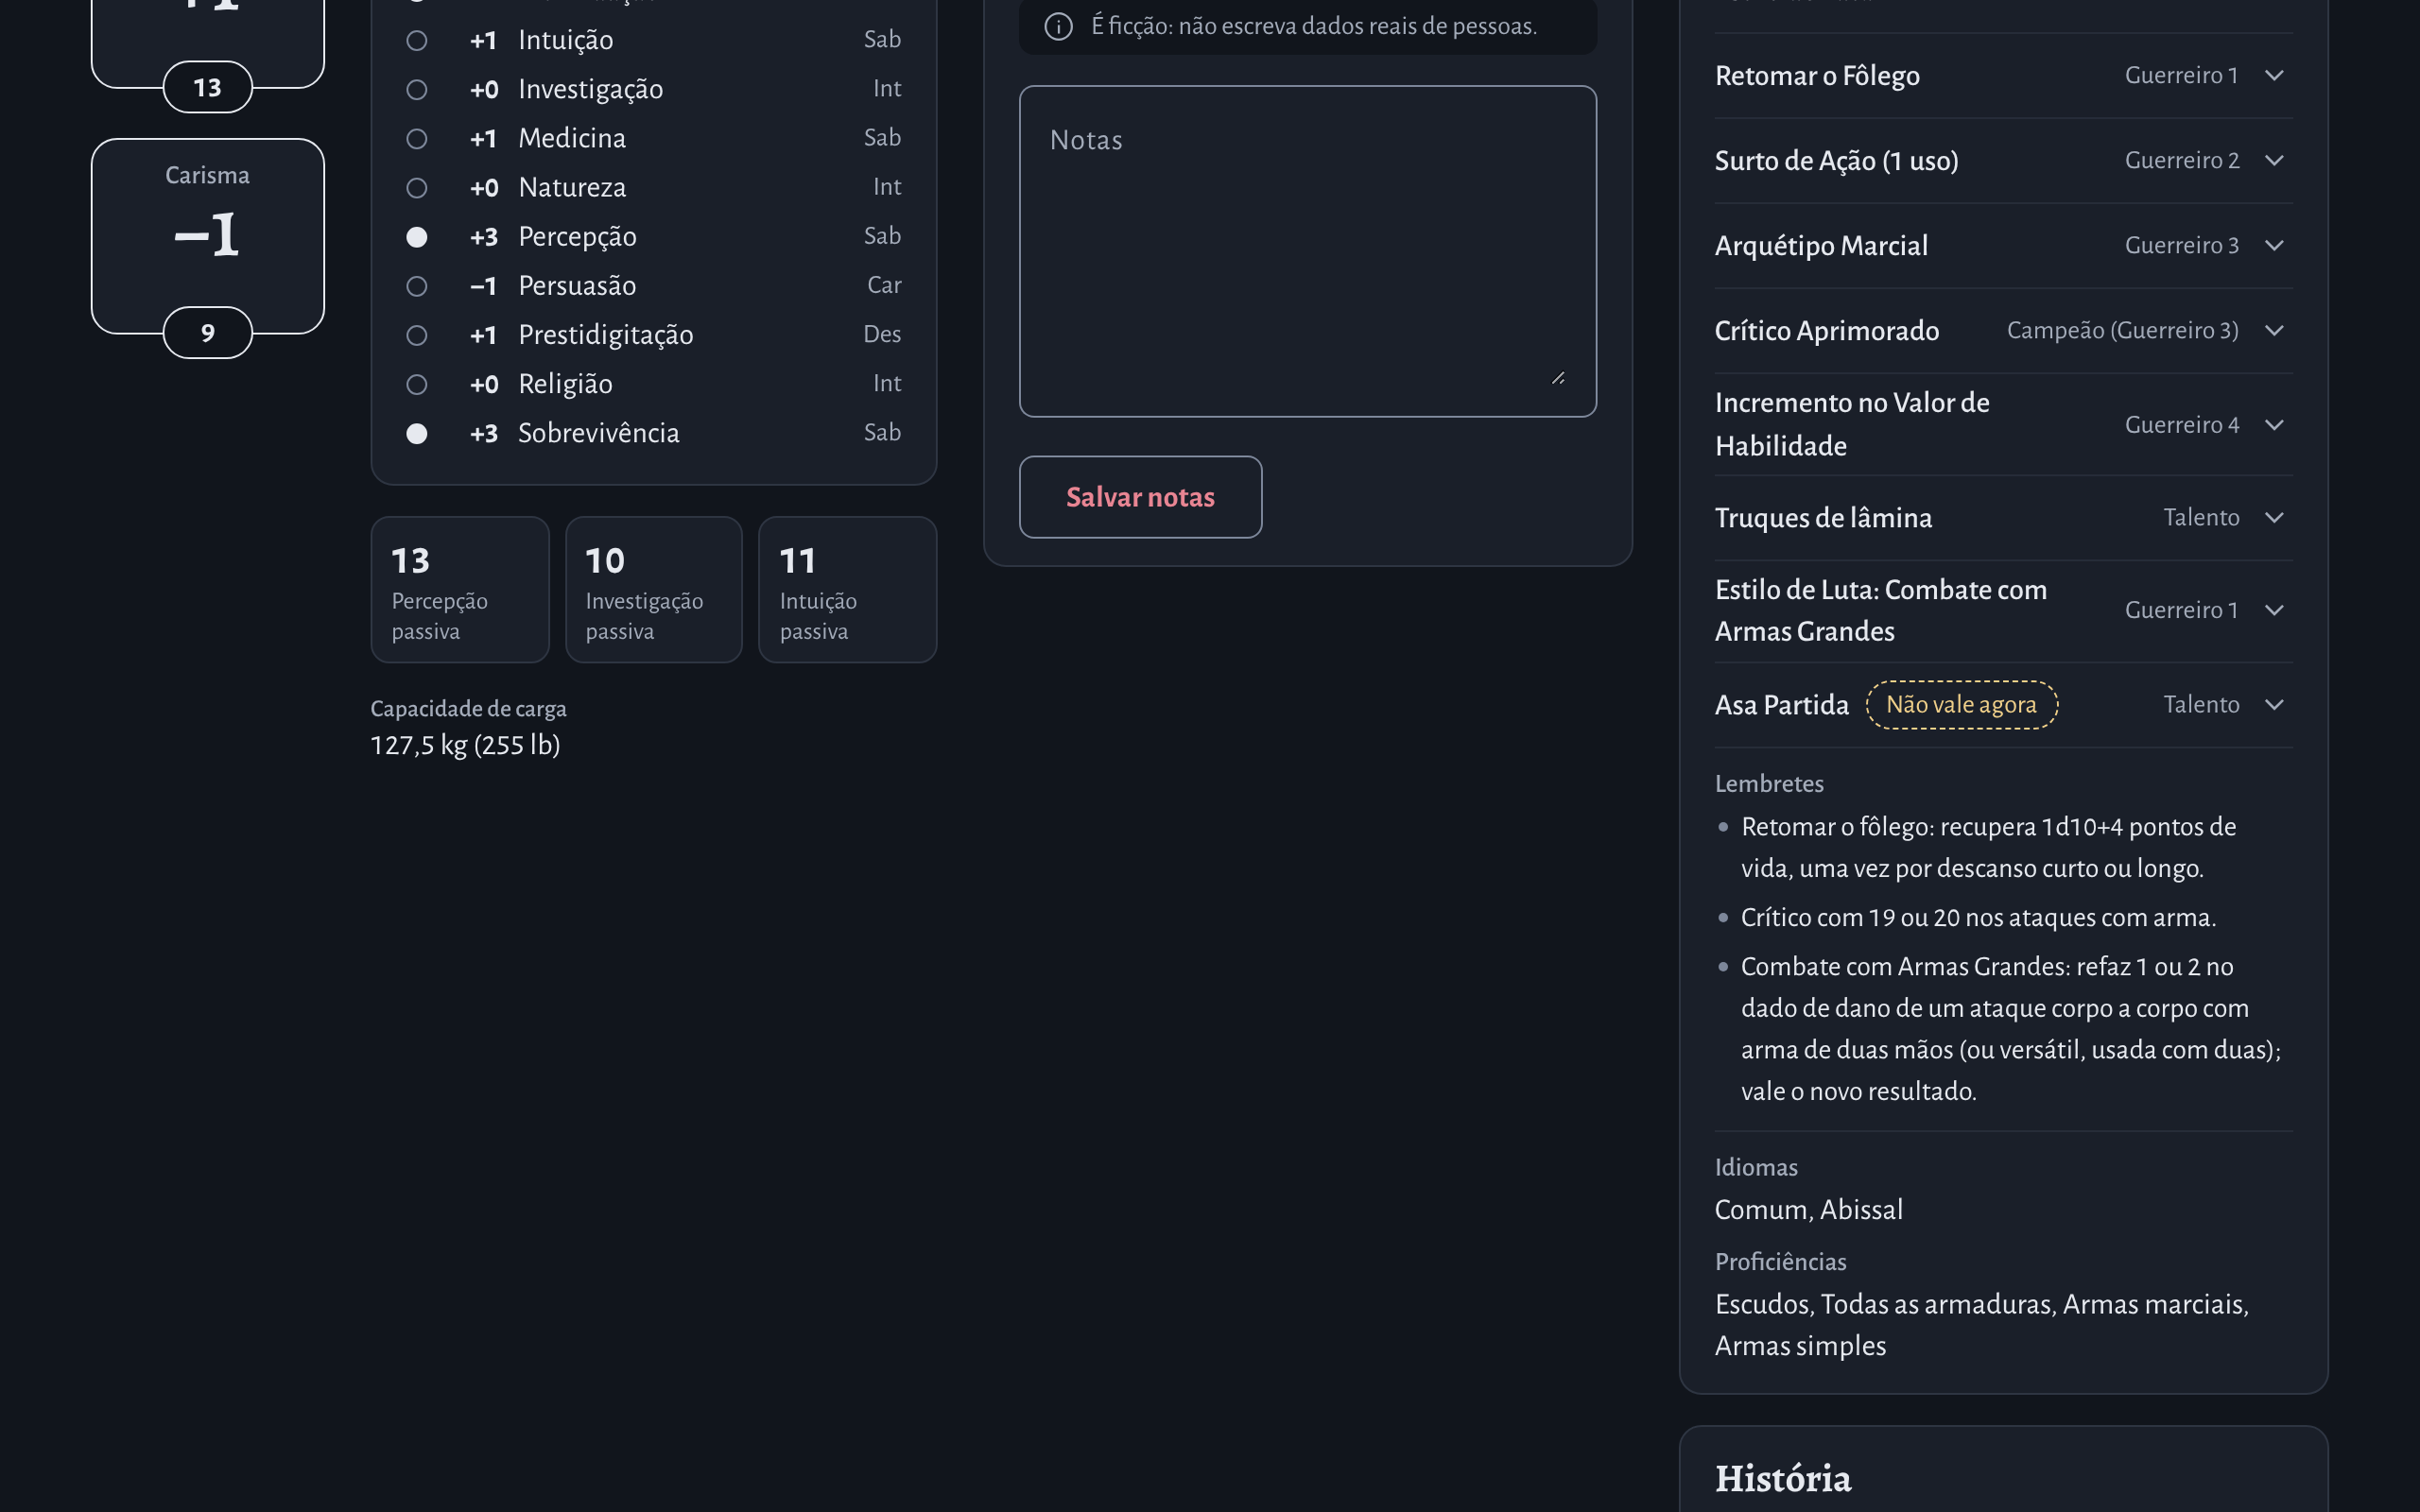 13
Carisma
–1
9
+1 Intuição Sab
+0 Investigação Int
+1 Medicina Sab
+0 Natureza Int
+3 Percepção Sab
–1 Persuasão Car
+1 Prestidigitação Des
+0 Religião Int
+3 Sobrevivência Sab
13
Percepção
passiva
10
Investigação
passiva
11
Intuição
passiva
Capacidade de carga
127,5 kg (255 lb)
É ficção: não escreva dados reais de pessoas.
Notas
Salvar notas
Retomar o Fôlego Guerreiro 1
Surto de Ação (1 uso) Guerreiro 2
Arquétipo Marcial Guerreiro 3
Crítico Aprimorado Campeão (Guerreiro 3)
Incremento no Valor de
Habilidade
Guerreiro 4
Truques de lâmina Talento
Estilo de Luta: Combate com
Armas Grandes
Guerreiro 1
Asa Partida Não vale agora Talento
Lembretes
Retomar o fôlego: recupera 1d10+4 pontos de
vida, uma vez por descanso curto ou longo.
Crítico com 19 ou 20 nos ataques com arma.
Combate com Armas Grandes: refaz 1 ou 2 no
dado de dano de um ataque corpo a corpo com
arma de duas mãos (ou versátil, usada com duas);
vale o novo resultado.
Idiomas
Comum, Abissal
Proficiências
Escudos, Todas as armaduras, Armas marciais,
Armas simples
História